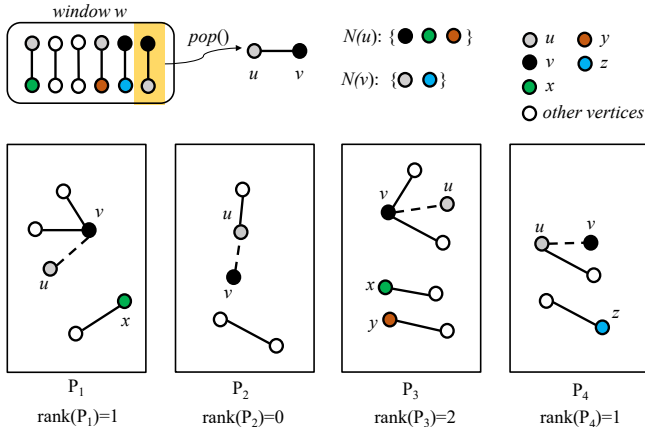 window w
pop()
u v
N(u): { }
N(v): { }
u y
v z
x
other vertices
v
u
x
u
v
v
u
x
y
u
v
z
P1
P2
P3
P4
rank(P1)=1
rank(P2)=0
rank(P3)=2
rank(P4)=1